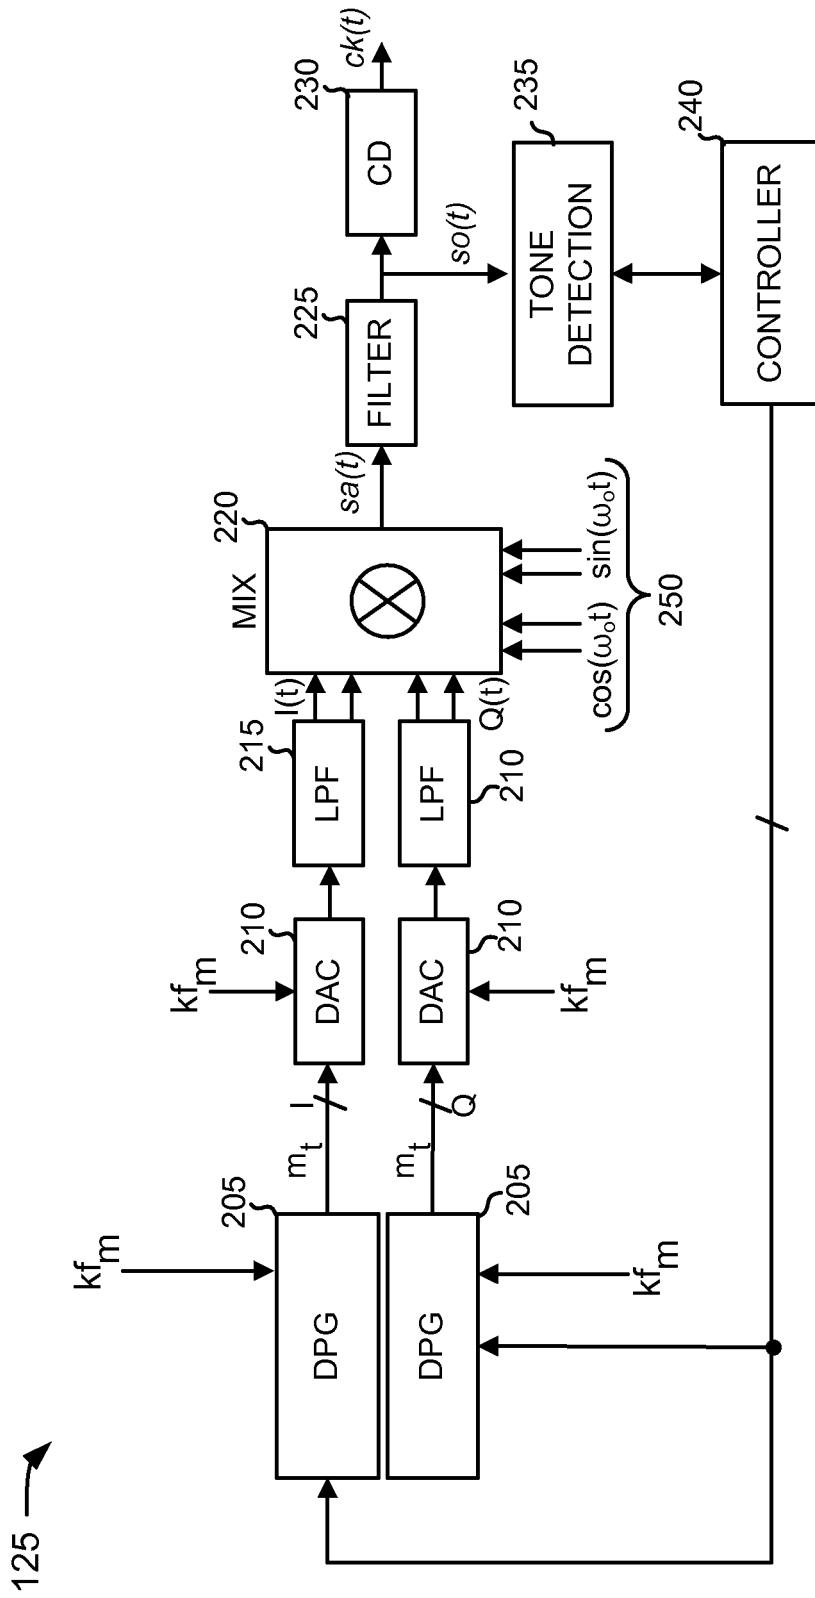 125
kfm
205
DPG
mt
I
kfm
210
DAC
215
LPF
I(t)
MIX
220
sa(t)
225
FILTER
230
CD
ck(t)
so(t)
DPG
205
kfm
mt
Q
DAC
210
kfm
LPF
210
Q(t)
cos(ωot)
sin(ωot)
250
TONE
DETECTION
235
CONTROLLER
240